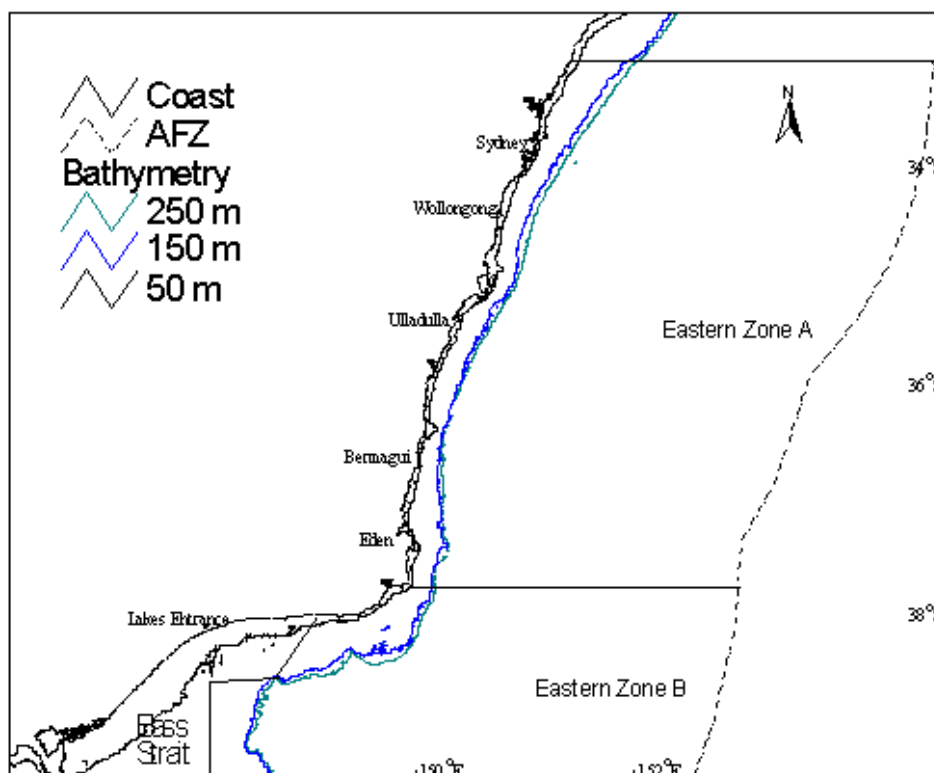 Coast
AFZ
Bathymetry
250 m
150 m
50 m
N
Sydney
34°
Wollongong
Ulladulla
Eastern Zone A
36°
Bermagui
Eden
Lakes Entrance
38°
Eastern Zone B
Bass
Strait
150°E
152°E